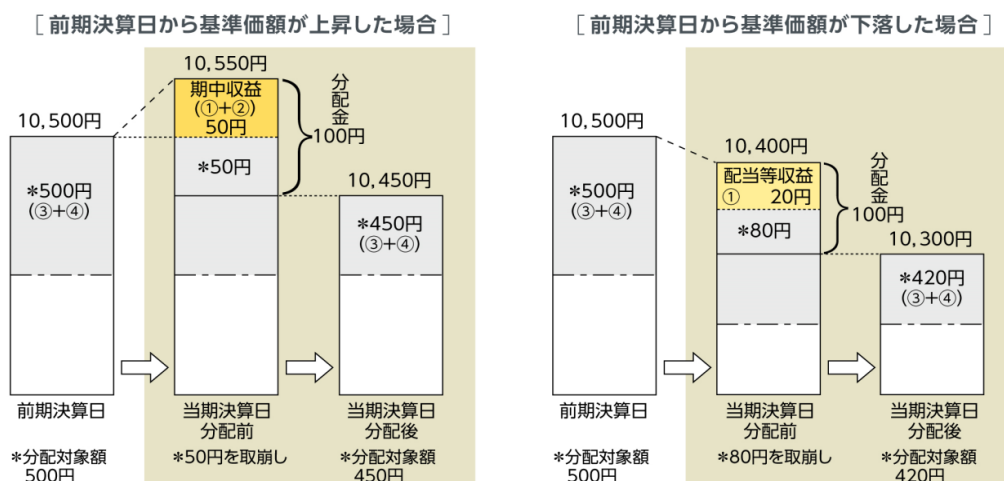 ［前期決算日から基準価額が上昇した場合］
10,550円
期中収益
(①+②)
50円
分配金
100円
10,500円
*500円
(③+④)
*50円
10,450円
*450円
(③+④)
前期決算日
当期決算日
分配前
当期決算日
分配後
*分配対象額
500円
*50円を取崩し
*分配対象額
450円
［前期決算日から基準価額が下落した場合］
10,500円
*500円
(③+④)
10,400円
配当等収益
① 20円
*80円
分配金
100円
10,300円
*420円
(③+④)
前期決算日
当期決算日
分配前
当期決算日
分配後
*分配対象額
500円
*80円を取崩し
*分配対象額
420円